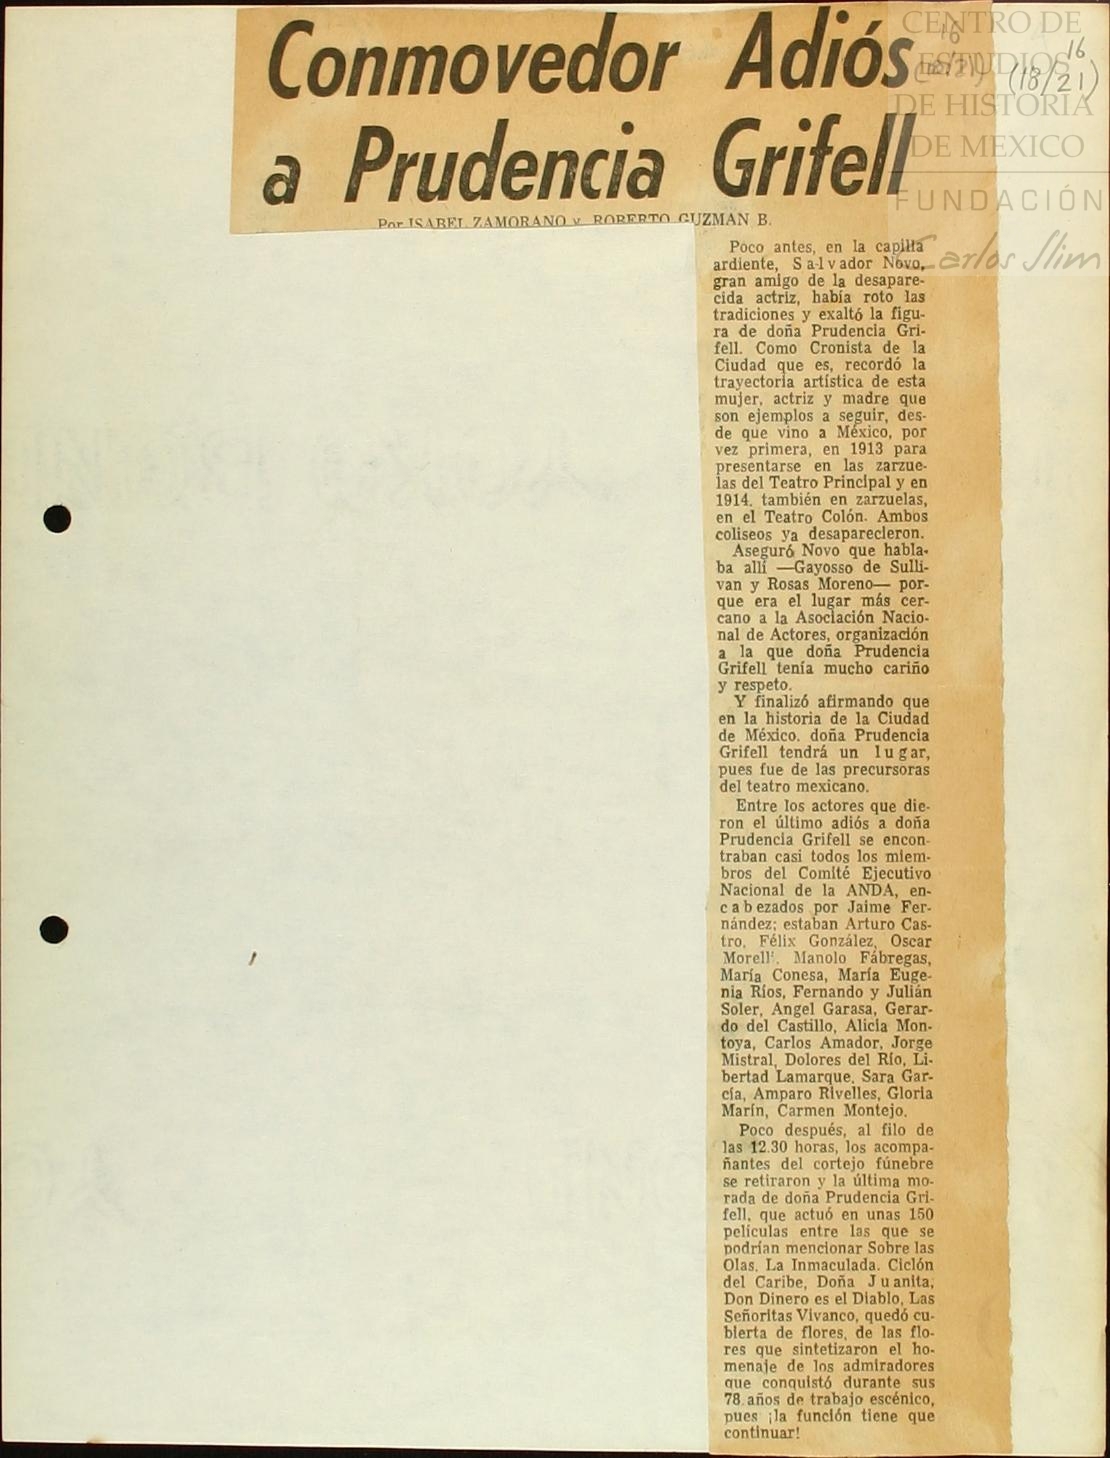 Conmovedor Adiós
a Prudencia Grifell
Por ISABEL ZAMORANO y ROBERTO GUZMAN B.
CENTRO DE
ESTUDIOS
DE HISTORIA
DE MEXICO
FUNDACIÓN
Carlos Slim
16
16
(18/21)
Poco antes, en la capilla
ardiente, Salvador Novo,
gran amigo de la desapare-
cida actriz, había roto las
tradiciones y exaltó la figu-
ra de doña Prudencia Gri-
fell. Como Cronista de la
Ciudad que es, recordó la
trayectoria artística de esta
mujer, actriz y madre que
son ejemplos a seguir, des-
de que vino a México, por
vez primera, en 1913 para
presentarse en las zarzue-
las del Teatro Principal y en
1914, también en zarzuelas,
en el Teatro Colón. Ambos
coliseos ya desaparecieron.
Aseguró Novo que habla-
ba allí —Gayosso de Sulli-
van y Rosas Moreno— por-
que era el lugar más cer-
cano a la Asociación Nacio-
nal de Actores, organización
a la que doña Prudencia
Grifell tenía mucho cariño
y respeto.
Y finalizó afirmando que
en la historia de la Ciudad
de México. doña Prudencia
Grifell tendrá un lugar,
pues fue de las precursoras
del teatro mexicano.
Entre los actores que die-
ron el último adiós a doña
Prudencia Grifell se encon-
traban casi todos los miem-
bros del Comité Ejecutivo
Nacional de la ANDA, en-
cabezados por Jaime Fer-
nández; estaban Arturo Cas-
tro, Félix González, Oscar
Morelli. Manolo Fábregas,
María Conesa, María Euge-
nia Ríos, Fernando y Julián
Soler, Angel Garasa, Gerar-
do del Castillo, Alicia Mon-
toya, Carlos Amador, Jorge
Mistral, Dolores del Río, Li-
bertad Lamarque, Sara Gar-
cía, Amparo Rivelles, Gloria
Marín, Carmen Montejo.
Poco después, al filo de
las 12.30 horas, los acompa-
ñantes del cortejo fúnebre
se retiraron y la última mo-
rada de doña Prudencia Gri-
fell, que actuó en unas 150
películas entre las que se
podrían mencionar Sobre las
Olas, La Inmaculada. Ciclón
del Caribe, Doña Juanita,
Don Dinero es el Diablo, Las
Señoritas Vivanco, quedó cu-
bierta de flores, de las flo-
res que sintetizaron el ho-
menaje de los admiradores
que conquistó durante sus
78 años de trabajo escénico,
pues ¡la función tiene que
continuar!